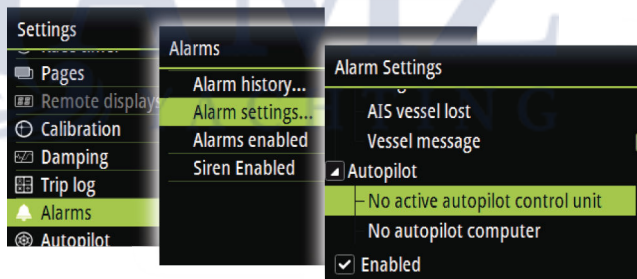 Settings
Pages
Remote displays
Calibration
Damping
Trip log
Alarms
Autopilot
Alarms
Alarm history...
Alarm settings...
Alarms enabled
Siren Enabled
Alarm Settings
AIS vessel lost
Vessel message
Autopilot
No active autopilot control unit
No autopilot computer
Enabled
YACHTING